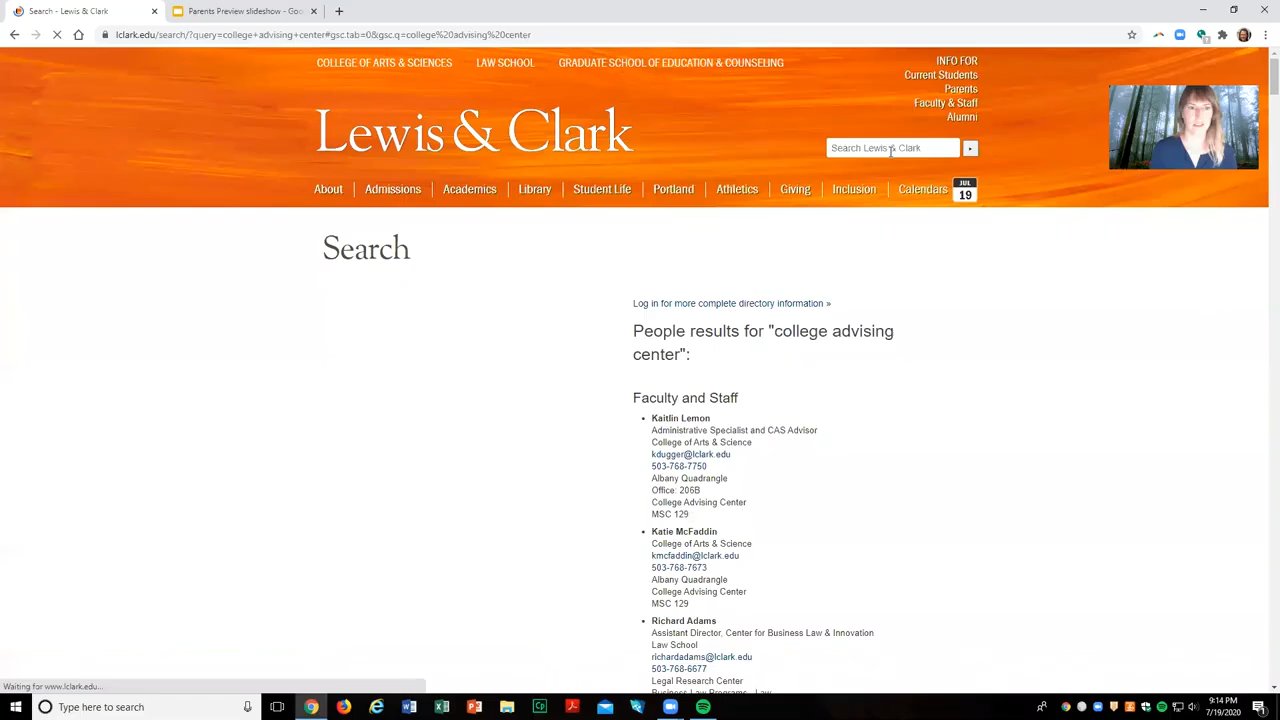 Search - Lewis & Clark
Parents Preview slideshow - Goo
lclark.edu/search/?query=college+advising+center#gsc.tab=0&gsc.q=college%20advising%20center
COLLEGE OF ARTS & SCIENCES
LAW SCHOOL
GRADUATE SCHOOL OF EDUCATION & COUNSELING
INFO FOR
Current Students
Parents
Faculty & Staff
Alumni
Lewis & Clark
Search Lewis & Clark
About
Admissions
Academics
Library
Student Life
Portland
Athletics
Giving
Inclusion
Calendars
JUL
19
Search
Log in for more complete directory information »
People results for "college advising
center":
Faculty and Staff
• Kaitlin Lemon
Administrative Specialist and CAS Advisor
College of Arts & Science
kdugger@lclark.edu
503-768-7750
Albany Quadrangle
Office: 206B
College Advising Center
MSC 129
• Katie McFaddin
College of Arts & Science
kmcfaddin@lclark.edu
503-768-7673
Albany Quadrangle
College Advising Center
MSC 129
• Richard Adams
Assistant Director, Center for Business Law & Innovation
Law School
richardadams@lclark.edu
503-768-6677
Legal Research Center
Business Law Programs - Law
Waiting for www.lclark.edu...
Type here to search
9:14 PM
7/19/2020